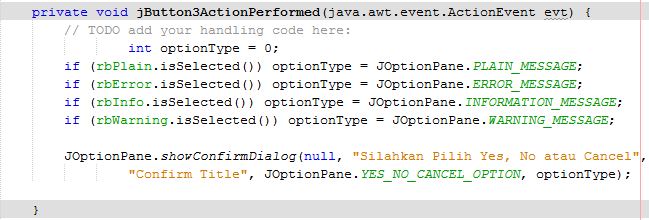 private void jButton3ActionPerformed(java.awt.event.ActionEvent evt) {
// TODO add your handling code here:
int optionType = 0;
if (rbPlain.isSelected()) optionType = JOptionPane.PLAIN_MESSAGE;
if (rbError.isSelected()) optionType = JOptionPane.ERROR_MESSAGE;
if (rbInfo.isSelected()) optionType = JOptionPane.INFORMATION_MESSAGE;
if (rbWarning.isSelected()) optionType = JOptionPane.WARNING_MESSAGE;
JOptionPane.showConfirmDialog(null, "Silahkan Pilih Yes, No atau Cancel",
"Confirm Title", JOptionPane.YES_NO_CANCEL_OPTION, optionType);
}